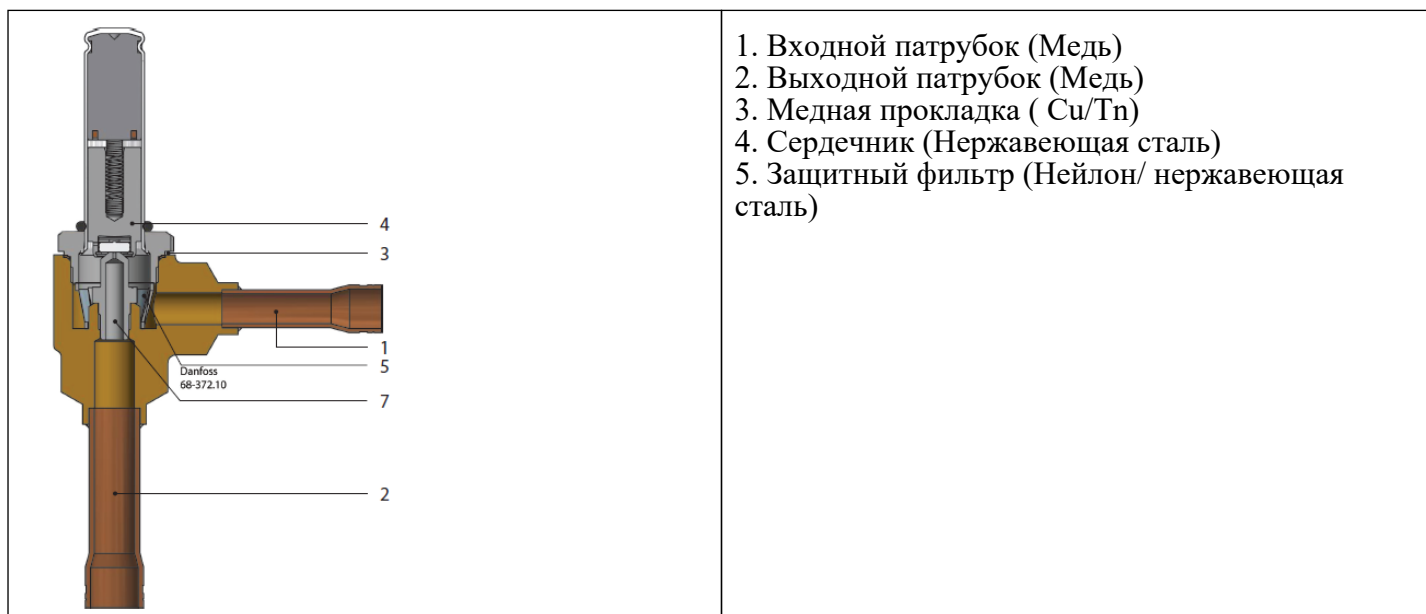 4
3
1
Danfoss
68-372.10
5
7
2
1. Входной патрубок (Медь)
2. Выходной патрубок (Медь)
3. Медная прокладка ( Cu/Tn)
4. Сердечник (Нержавеющая сталь)
5. Защитный фильтр (Нейлон/ нержавеющая
сталь)